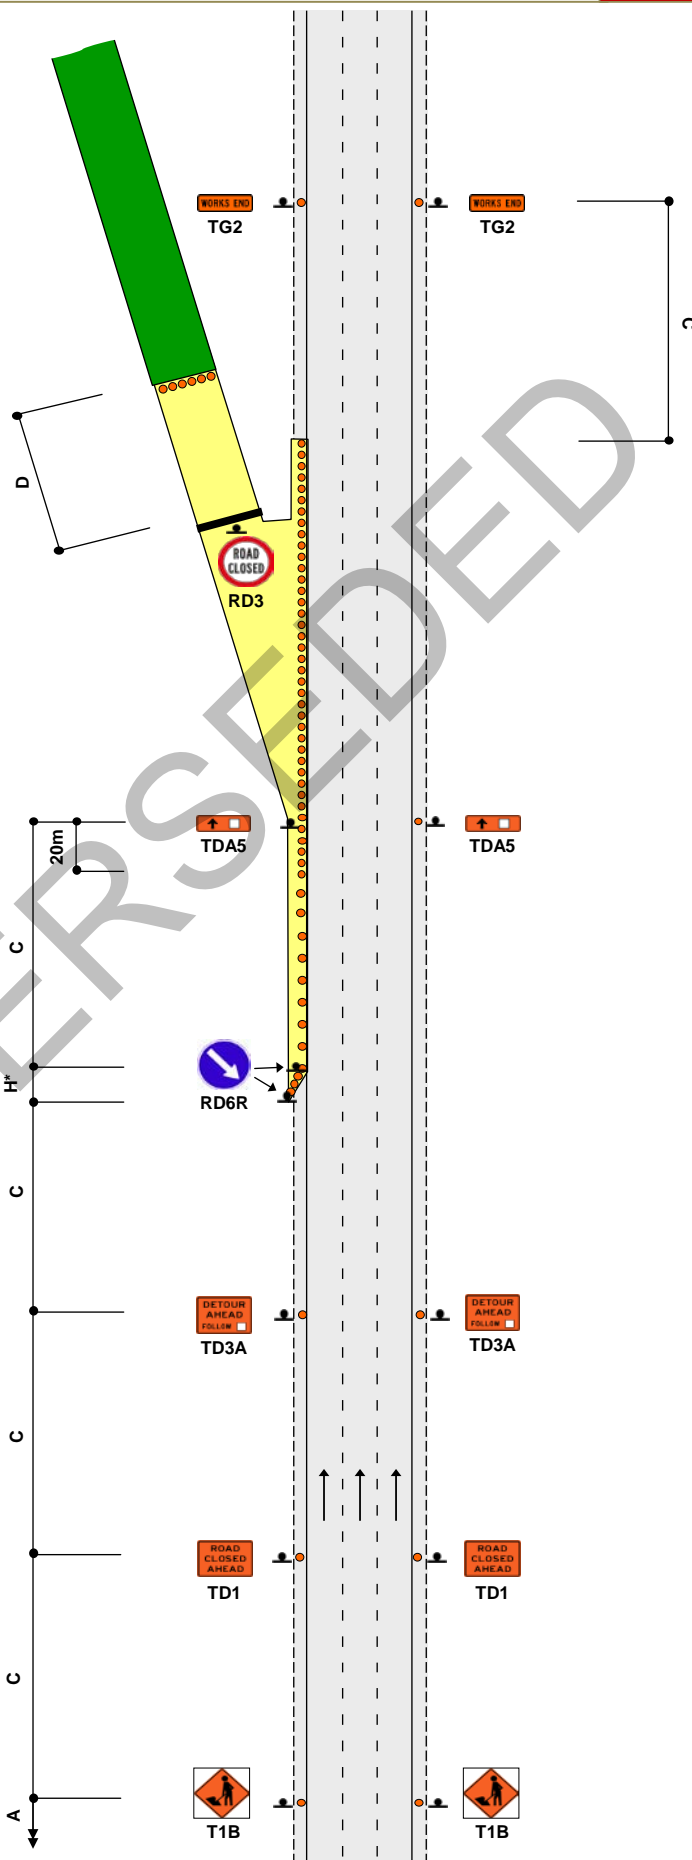 WORKS END
WORKS END
TG2
TG2
C
D
ROAD
CLOSED
RD3
20m
TDA5
TDA5
C
H*
RD6R
C
DETOUR
AHEAD
FOLLOW
DETOUR
AHEAD
FOLLOW
TD3A
TD3A
C
ROAD
CLOSED
AHEAD
ROAD
CLOSED
AHEAD
TD1
TD1
C
A
T1B
T1B
ERSEDED